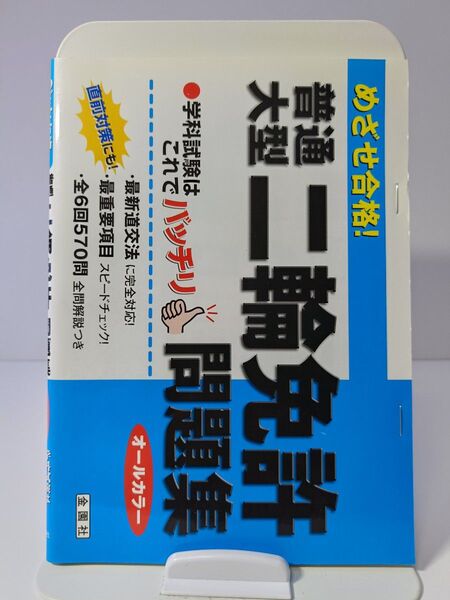 めざせ合格!
普通
大型
二輪免許
問題集
オールカラー
●学科試験は
これで バッチリ
・最新道交法に完全対応!
・最重要項目スピードチェック!
・全6回570問 全問解説つき
直前対策にも!
金園社